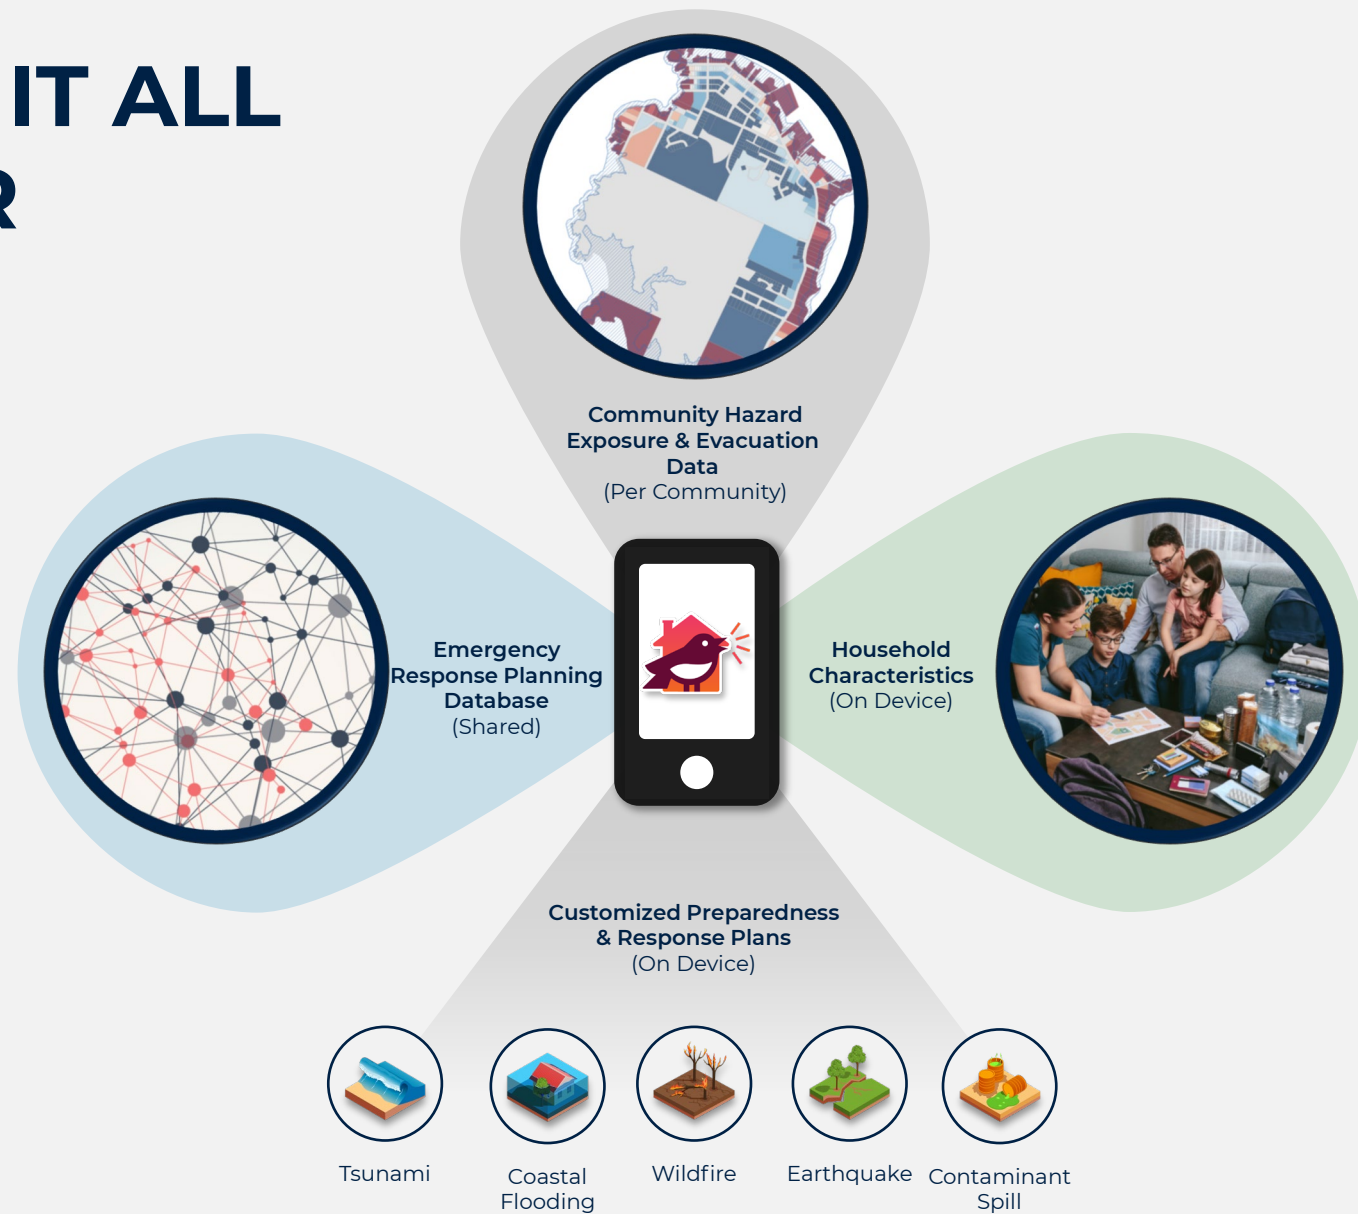 IT ALL
R
Community Hazard
Exposure & Evacuation
Data
(Per Community)
Emergency
Response Planning
Database
(Shared)
Household
Characteristics
(On Device)
Customized Preparedness
& Response Plans
(On Device)
Tsunami
Coastal
Flooding
Wildfire
Earthquake
Contaminant
Spill